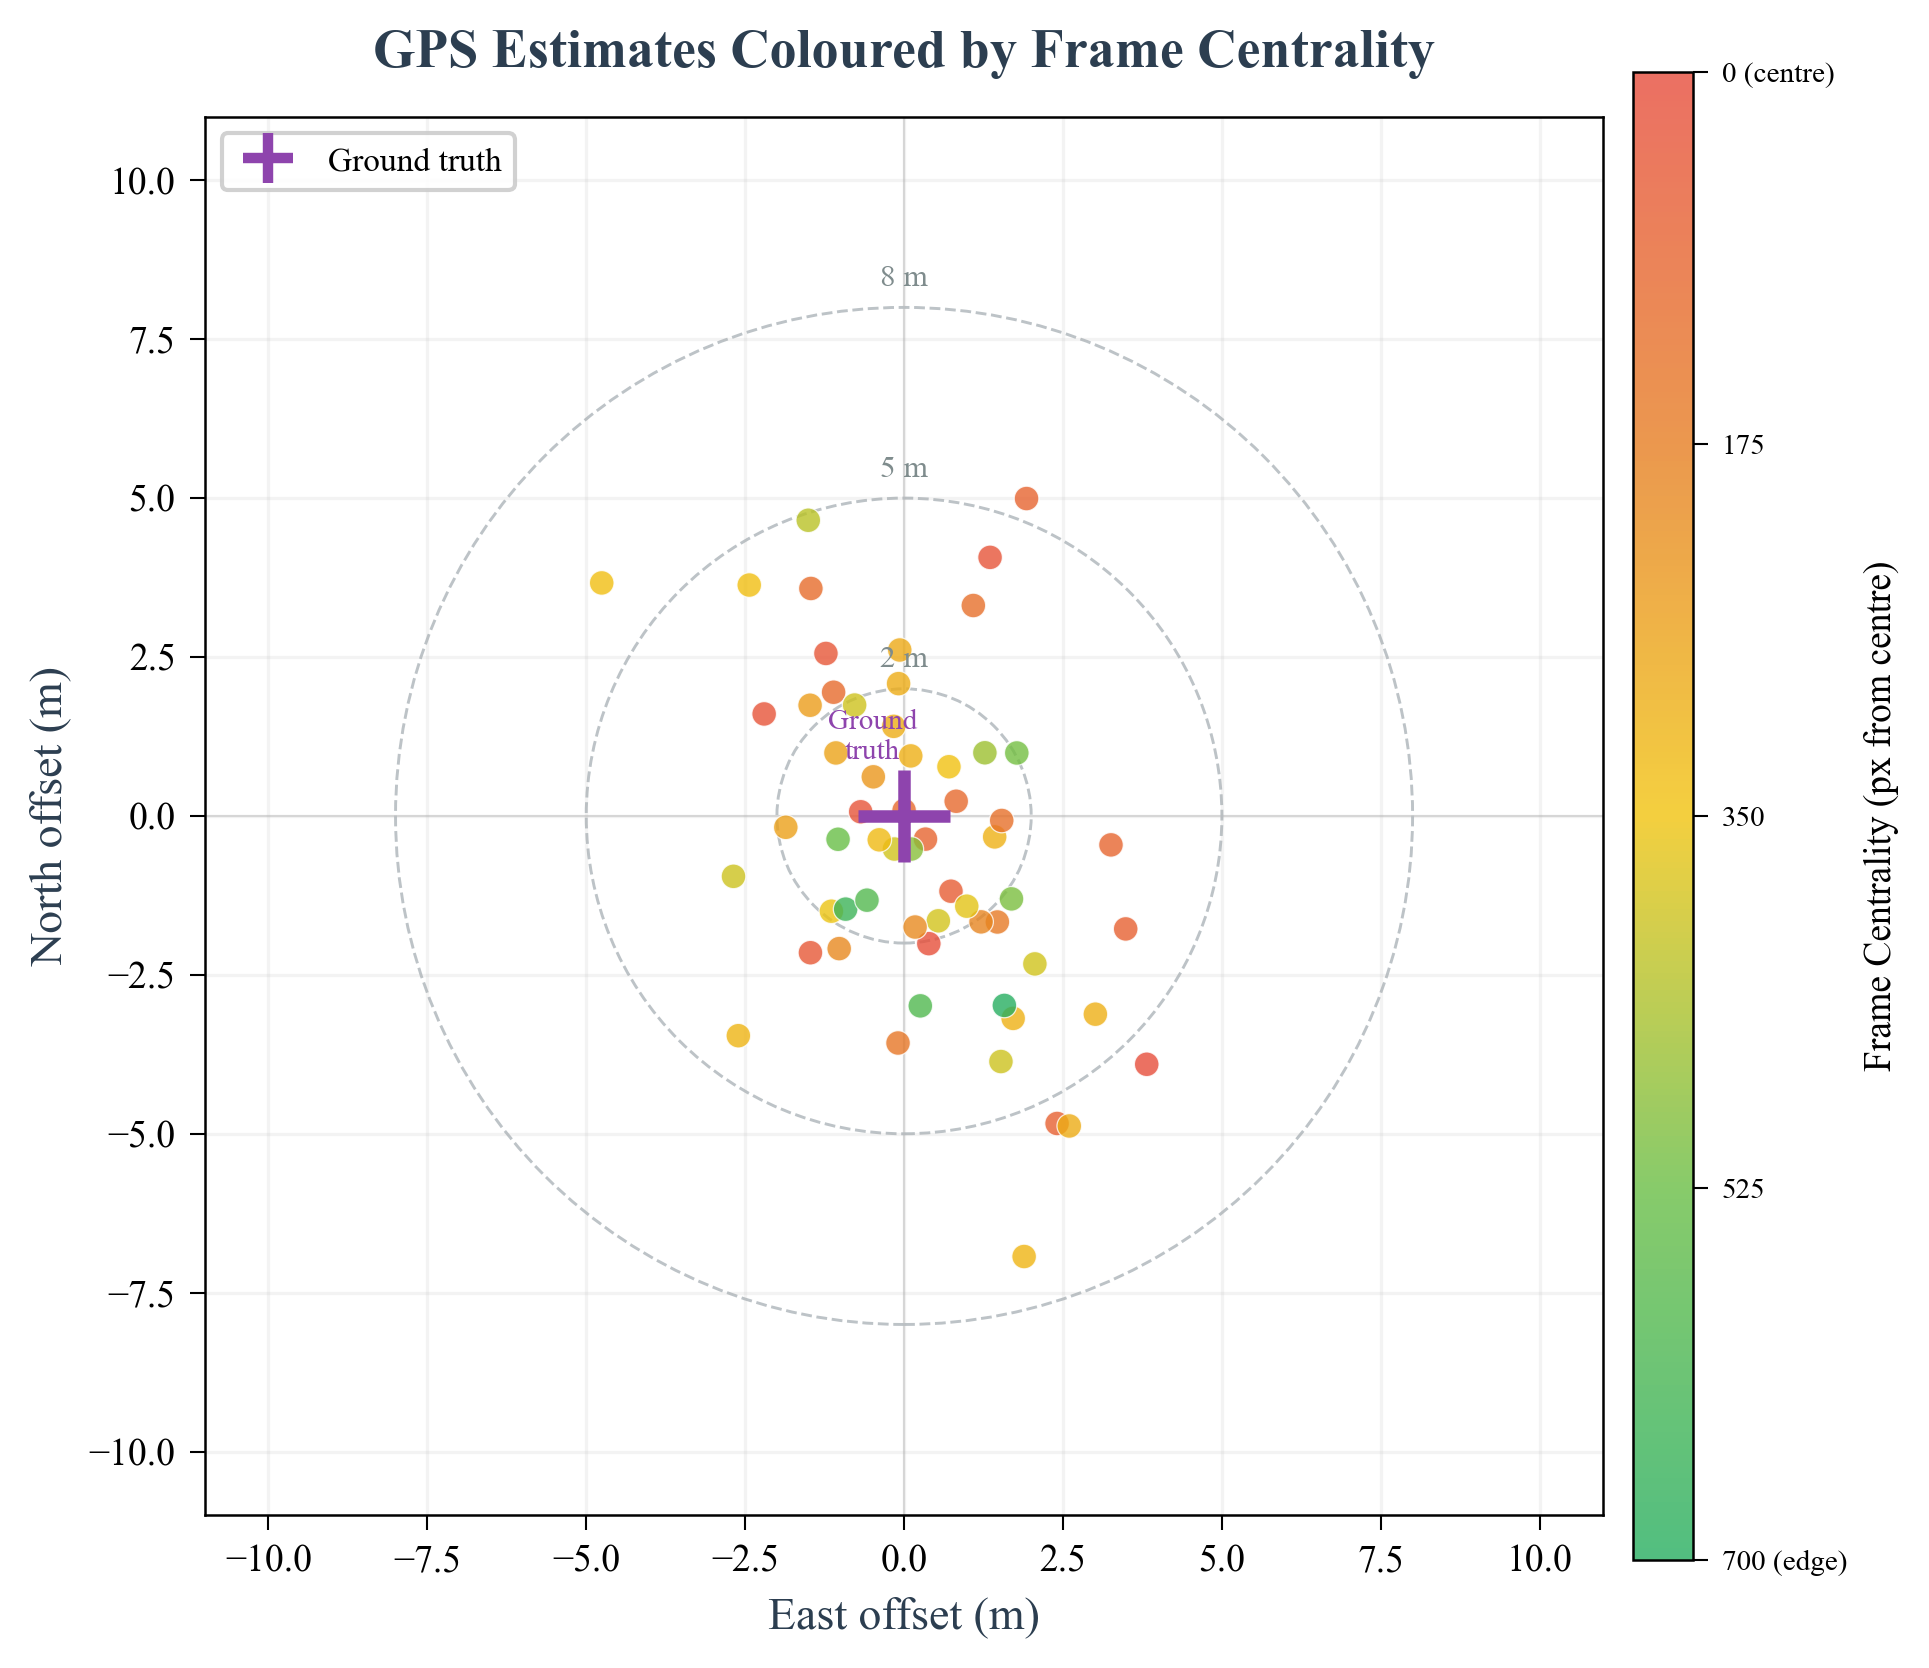 GPS Estimates Coloured by Frame Centrality
Ground truth
8 m
5 m
2 m
Ground
truth
10.0
7.5
5.0
2.5
0.0
−2.5
−5.0
−7.5
−10.0
North offset (m)
−10.0
−7.5
−5.0
−2.5
0.0
2.5
5.0
7.5
10.0
East offset (m)
0 (centre)
175
350
525
700 (edge)
Frame Centrality (px from centre)